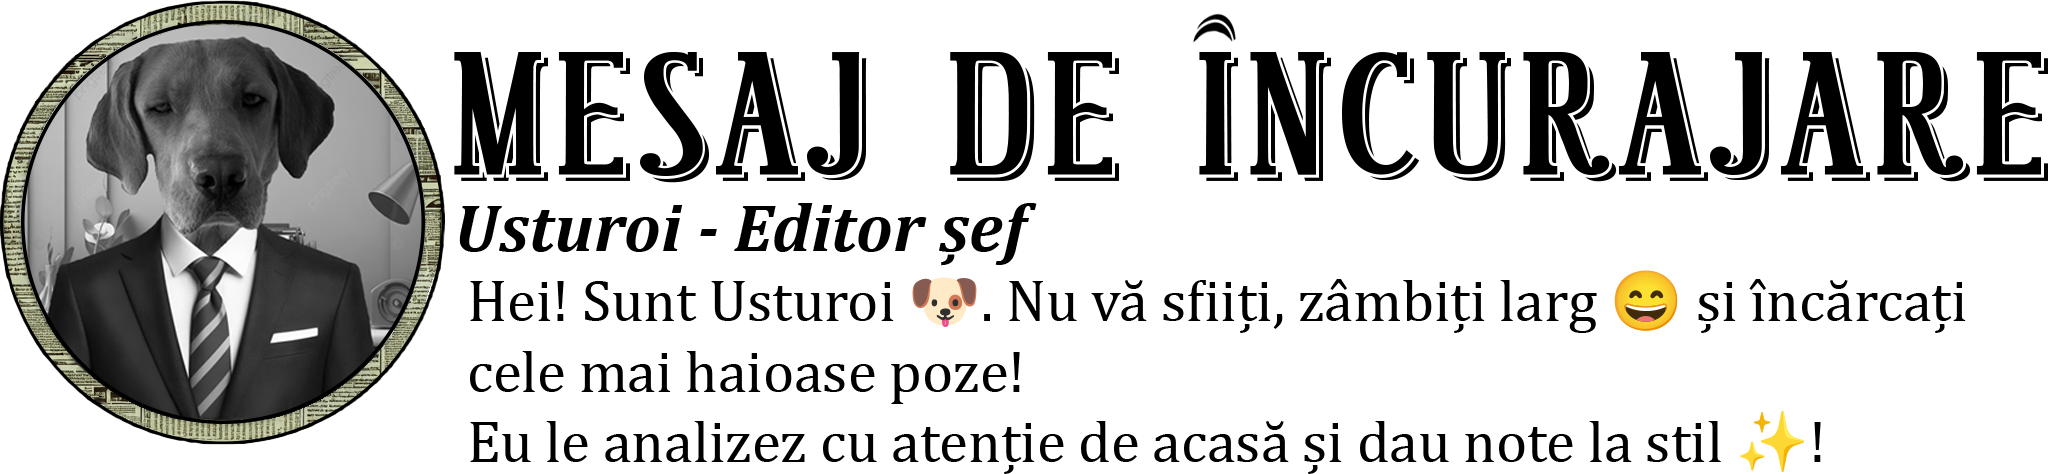 MESAJ DE ÎNCURAJARE
Usturoi - Editor șef
Hei! Sunt Usturoi 🐶. Nu vă sfiiți, zâmbiți larg 😄 și încărcați
cele mai haioase poze!
Eu le analizez cu atenție de acasă și dau note la stil ✨!